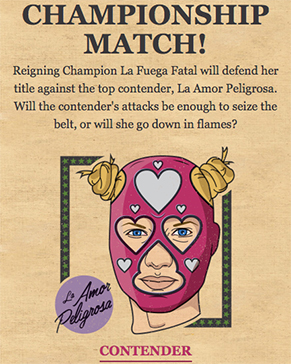 CHAMPIONSHIP
MATCH!
Reigning Champion La Fuega Fatal will defend her
title against the top contender, La Amor Peligrosa.
Will the contender's attacks be enough to seize the
belt, or will she go down in flames?
La Amor
Peligrosa
CONTENDER